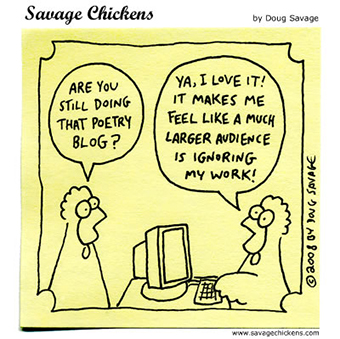 Savage Chickens
by Doug Savage
ARE YOU
STILL DOING
THAT POETRY
BLOG?
YA, I LOVE IT!
IT MAKES ME
FEEL LIKE A MUCH
LARGER AUDIENCE
IS IGNORING
MY WORK!
©2008 BY DOUG SAVAGE
www.savagechickens.com